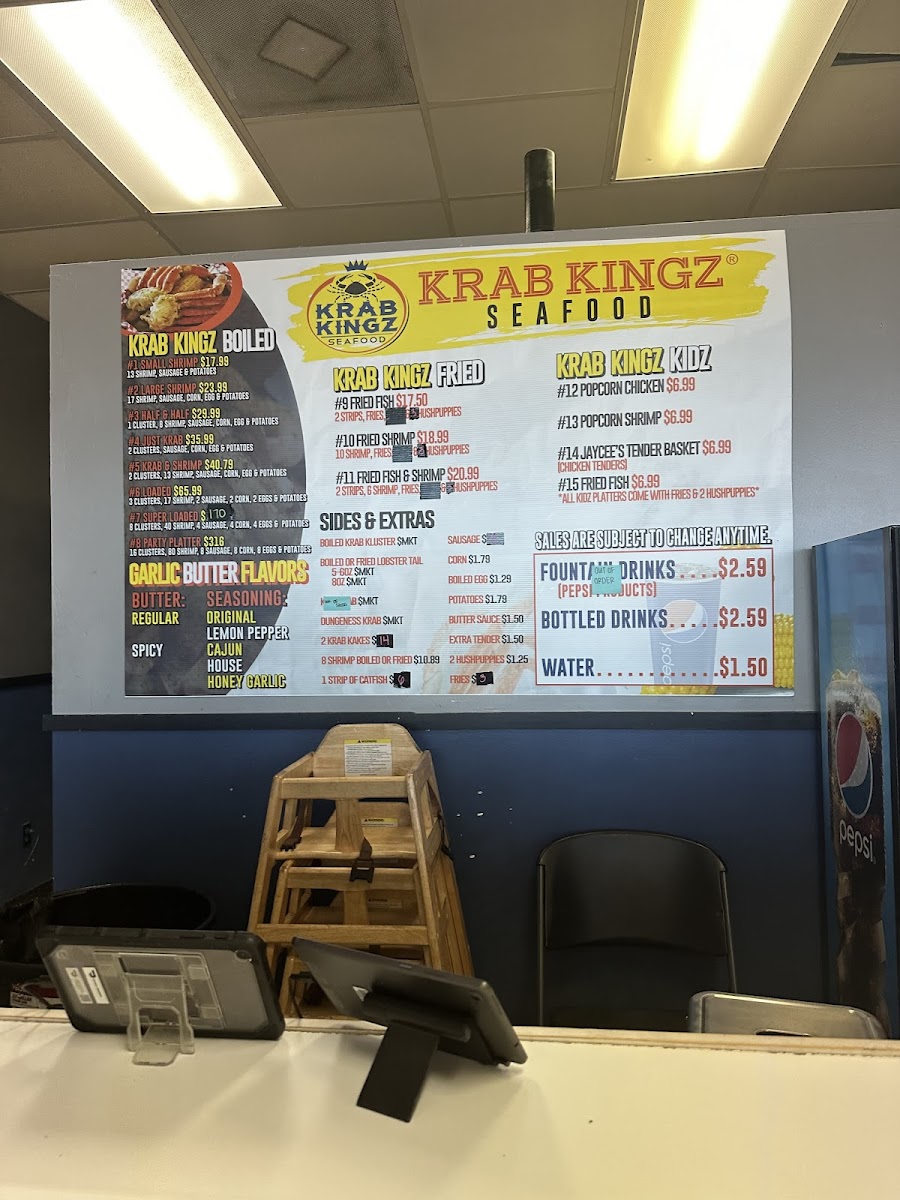 KRAB KINGZ SEAFOOD
KRAB KINGZ®
SEAFOOD
KRAB KINGZ BOILED
#1 SMALL SHRIMP $17.99
13 SHRIMP, SAUSAGE & POTATOES
#2 LARGE SHRIMP $23.99
17 SHRIMP, SAUSAGE, CORN, EGG & POTATOES
#3 HALF & HALF $29.99
1 CLUSTER, 8 SHRIMP, SAUSAGE, CORN, EGG & POTATOES
#4 JUST KRAB $35.99
2 CLUSTERS, SAUSAGE, CORN, EGG & POTATOES
#5 KRAB & SHRIMP $40.79
2 CLUSTERS, 13 SHRIMP, SAUSAGE, CORN, EGG & POTATOES
#6 LOADED $65.99
3 CLUSTERS, 17 SHRIMP, 2 SAUSAGE, 2 CORN, 2 EGGS & POTATOES
#7 SUPER LOADED $170
8 CLUSTERS, 40 SHRIMP, 4 SAUSAGE, 4 CORN, 4 EGGS & POTATOES
#8 PARTY PLATTER $316
16 CLUSTERS, 80 SHRIMP, 8 SAUSAGE, 8 CORN, 8 EGGS & POTATOES
GARLIC BUTTER FLAVORS
BUTTER:
REGULAR
SPICY
SEASONING:
ORIGINAL
LEMON PEPPER
CAJUN
HOUSE
HONEY GARLIC
KRAB KINGZ FRIED
#9 FRIED FISH $17.50
2 STRIPS, FRIES, HUSHPUPPIES
#10 FRIED SHRIMP $18.99
10 SHRIMP, FRIES, HUSHPUPPIES
#11 FRIED FISH & SHRIMP $20.99
2 STRIPS, 6 SHRIMP, FRIES, HUSHPUPPIES
SIDES & EXTRAS
BOILED KRAB KLUSTER $MKT
BOILED OR FRIED LOBSTER TAIL
5-6OZ $MKT
8OZ $MKT
$MKT
DUNGENESS KRAB $MKT
2 KRAB KAKES $14
8 SHRIMP BOILED OR FRIED $10.89
1 STRIP OF CATFISH $6
SAUSAGE $
CORN $1.79
BOILED EGG $1.29
POTATOES $1.79
BUTTER SAUCE $1.50
EXTRA TENDER $1.50
2 HUSHPUPPIES $1.25
FRIES $3
KRAB KINGZ KIDZ
#12 POPCORN CHICKEN $6.99
#13 POPCORN SHRIMP $6.99
#14 JAYCEE'S TENDER BASKET $6.99
(CHICKEN TENDERS)
#15 FRIED FISH $6.99
*ALL KIDZ PLATTERS COME WITH FRIES & 2 HUSHPUPPIES*
SALES ARE SUBJECT TO CHANGE ANYTIME.
FOUNTAIN DRINKS.....$2.59
(PEPSI PRODUCTS)
OUT OF
ORDER
BOTTLED DRINKS.....$2.59
WATER............$1.50
pepsi
WARNING
pepsi